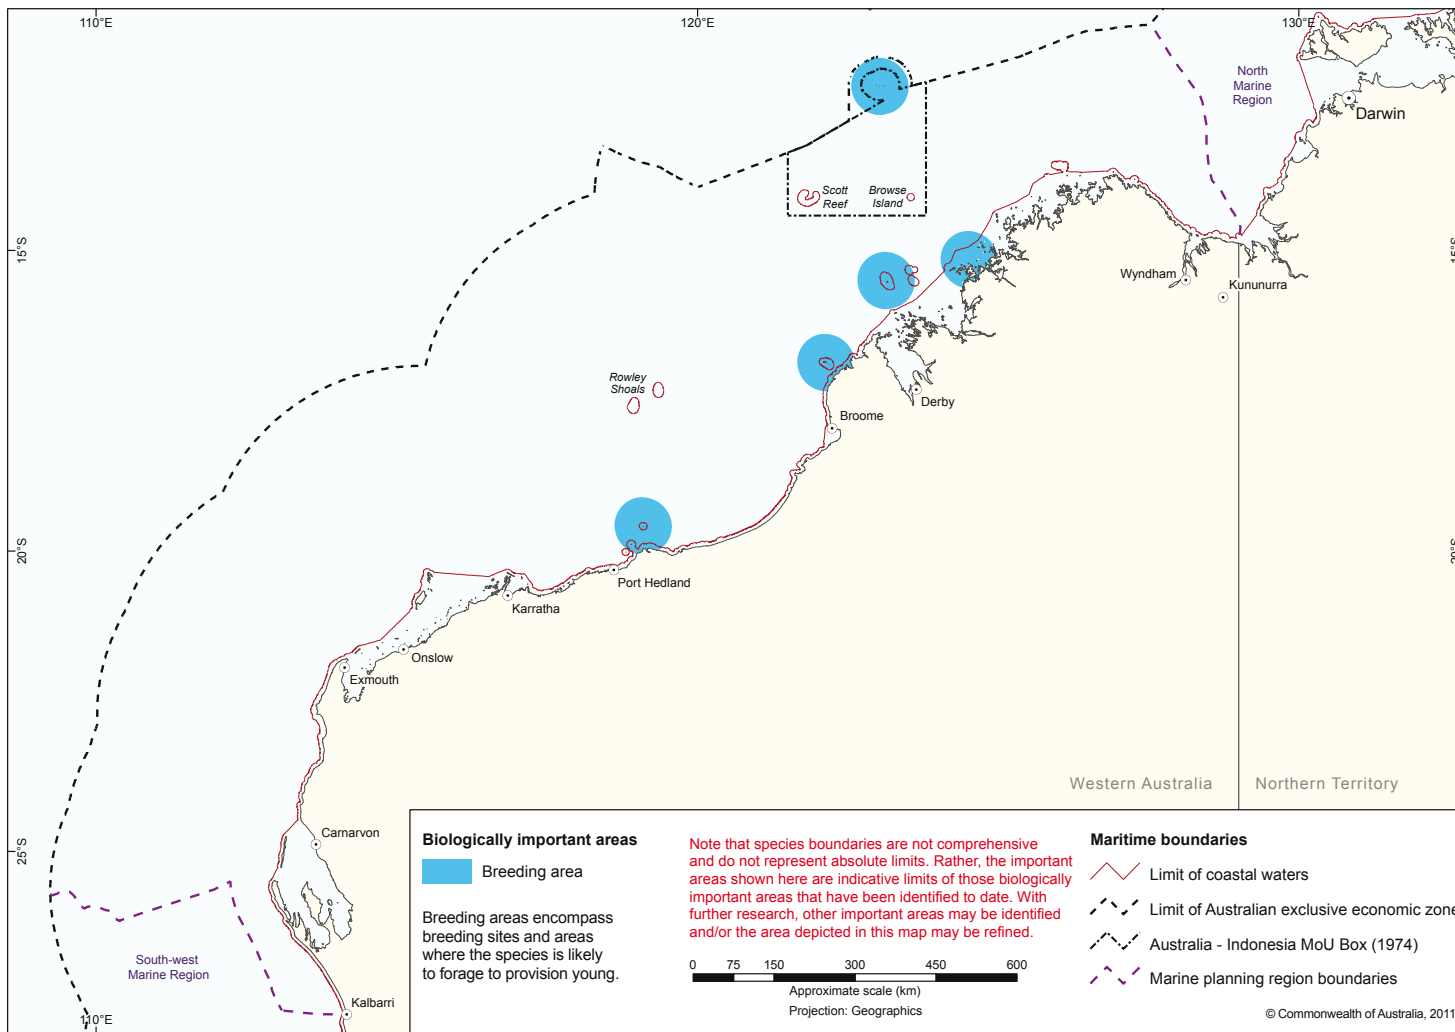 110°E
120°E
130°E
North
Marine
Region
Darwin
Scott
Reef
Browse
Island
15°S
15°S
Wyndham
Kununurra
Rowley
Shoals
Derby
Broome
20°S
20°S
Port Hedland
Karratha
Onslow
Exmouth
Western Australia
Northern Territory
Carnarvon
25°S
South-west
Marine Region
Kalbarri
110°E
Biologically important areas
Breeding area
Breeding areas encompass
breeding sites and areas
where the species is likely
to forage to provision young.
Note that species boundaries are not comprehensive
and do not represent absolute limits. Rather, the important
areas shown here are indicative limits of those biologically
important areas that have been identified to date. With
further research, other important areas may be identified
and/or the area depicted in this map may be refined.
0 75 150 300 450 600
Approximate scale (km)
Projection: Geographics
Maritime boundaries
Limit of coastal waters
Limit of Australian exclusive economic zone
Australia - Indonesia MoU Box (1974)
Marine planning region boundaries
© Commonwealth of Australia, 2011